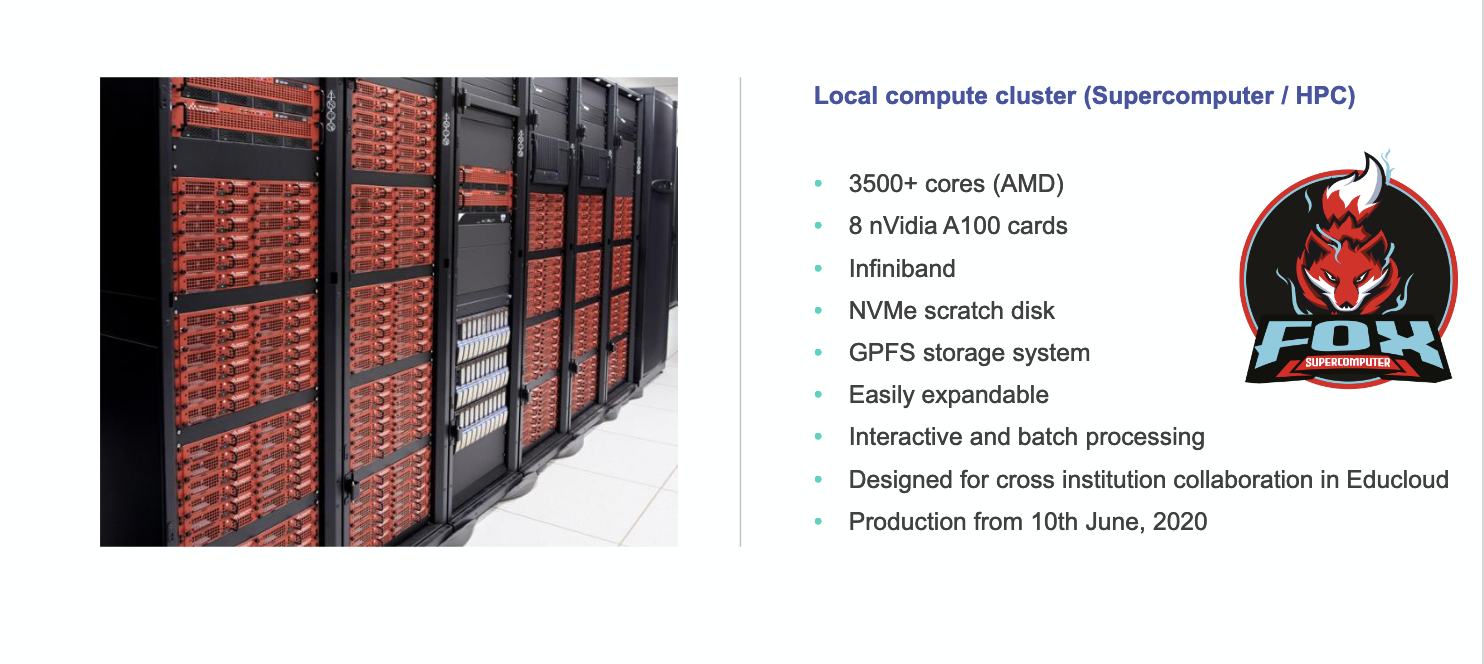 Local compute cluster (Supercomputer / HPC)
3500+ cores (AMD)
8 nVidia A100 cards
Infiniband
NVMe scratch disk
GPFS storage system
Easily expandable
Interactive and batch processing
Designed for cross institution collaboration in Educloud
Production from 10th June, 2020
FOX
SUPERCOMPUTER